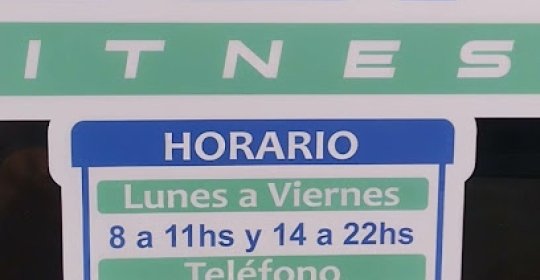 ITNES
HORARIO
Lunes a Viernes
8 a 11hs y 14 a 22hs
Teléfono